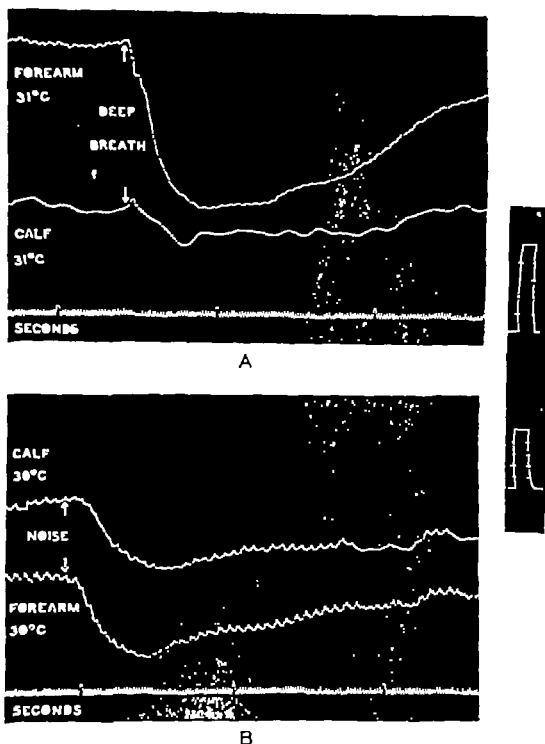 FOREARM
31°C
DEEP
BREATH
CALF
31°C
SECONDS
A
CALF
30°C
NOISE
FOREARM
30°C
SECONDS
B